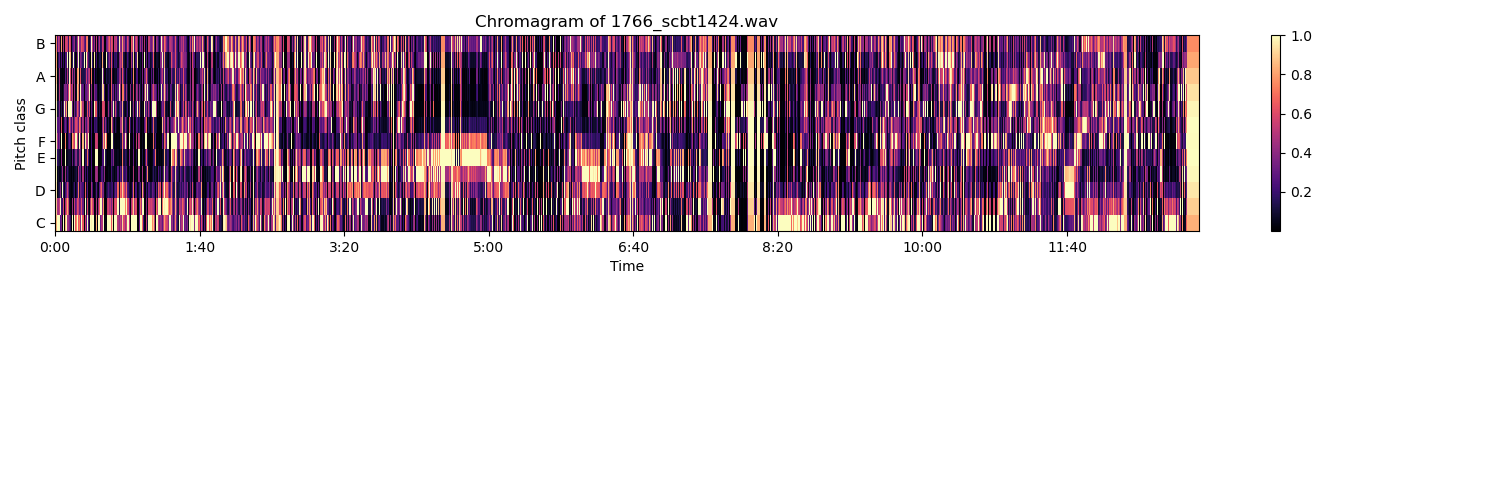 Chromagram of 1766_scbt1424.wav
Pitch class
B
A
G
F
E
D
C
0:00 1:40 3:20 5:00 6:40 8:20 10:00 11:40
Time
1.0
0.8
0.6
0.4
0.2